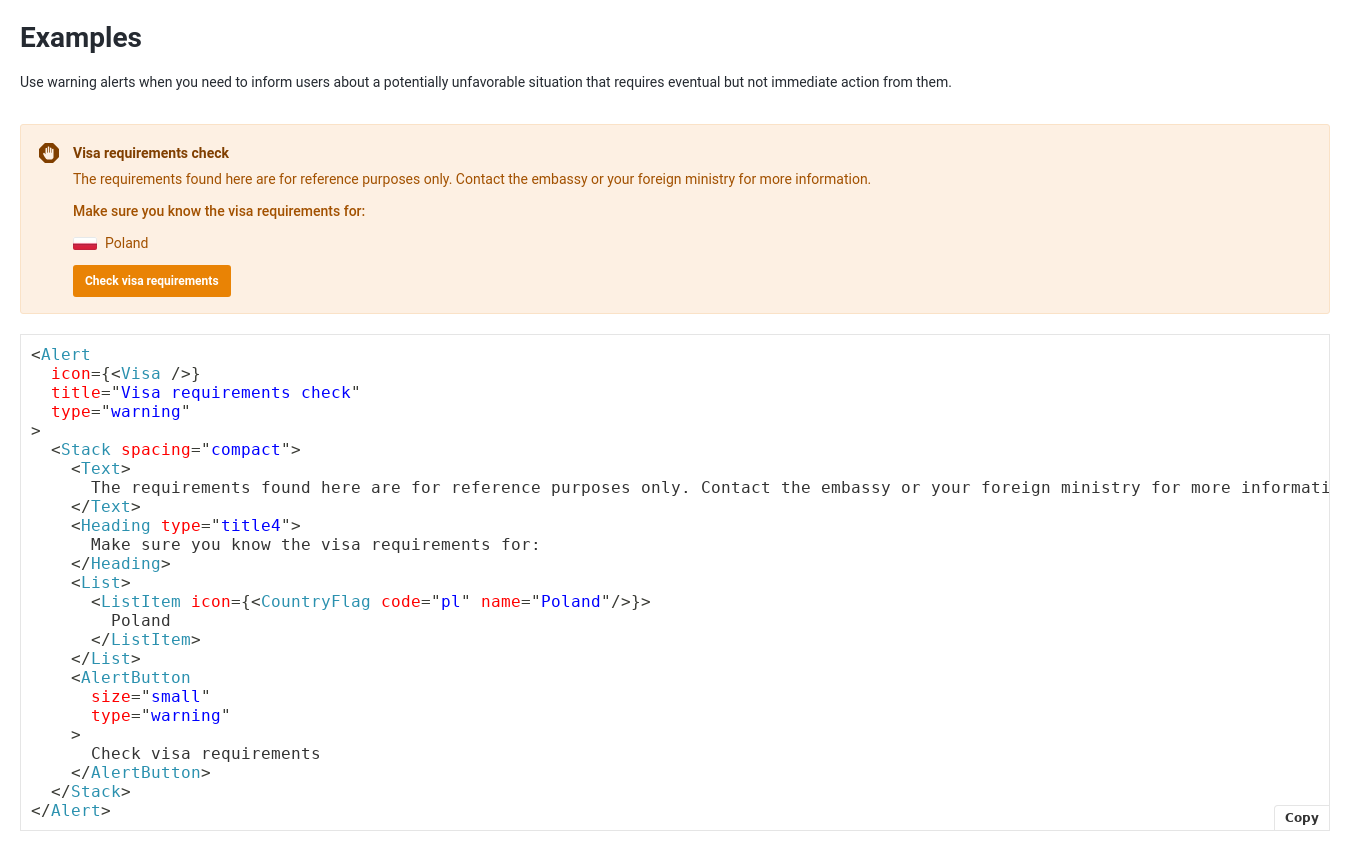 Examples
Use warning alerts when you need to inform users about a potentially unfavorable situation that requires eventual but not immediate action from them.
Visa requirements check
The requirements found here are for reference purposes only. Contact the embassy or your foreign ministry for more information.
Make sure you know the visa requirements for:
Poland
Check visa requirements
<Alert
  icon={<Visa />}
  title="Visa requirements check"
  type="warning"
>
  <Stack spacing="compact">
    <Text>
      The requirements found here are for reference purposes only. Contact the embassy or your foreign ministry for more informati
    </Text>
    <Heading type="title4">
      Make sure you know the visa requirements for:
    </Heading>
    <List>
      <ListItem icon={<CountryFlag code="pl" name="Poland"/>}>
        Poland
      </ListItem>
    </List>
    <AlertButton
      size="small"
      type="warning"
    >
      Check visa requirements
    </AlertButton>
  </Stack>
</Alert>
Copy